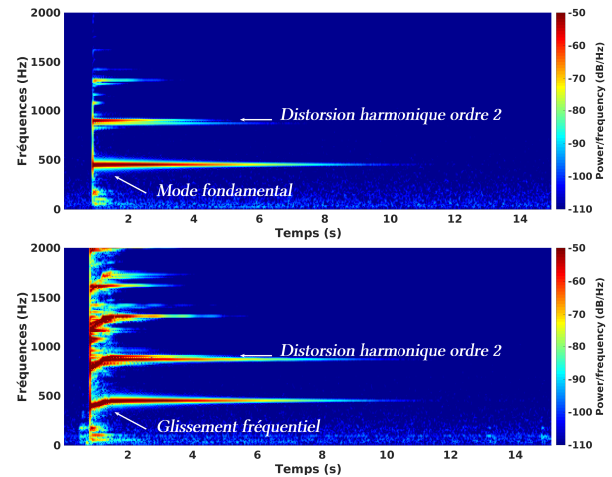 2000
1500
1000
500
0
Fréquences (Hz)
Distorsion harmonique ordre 2
Mode fondamental
2 4 6 8 10 12 14
Temps (s)
-50
-60
-70
-80
-90
-100
-110
Power/frequency (dB/Hz)
2000
1500
1000
500
0
Fréquences (Hz)
Distorsion harmonique ordre 2
Glissement fréquentiel
2 4 6 8 10 12 14
Temps (s)
-50
-60
-70
-80
-90
-100
-110
Power/frequency (dB/Hz)